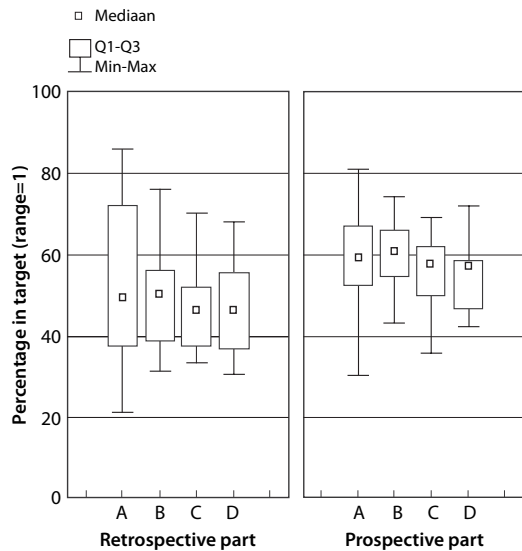 Mediaan
Q1-Q3
Min-Max
Percentage in target (range=1)
100
80
60
40
20
0
A B C D
A B C D
Retrospective part
Prospective part